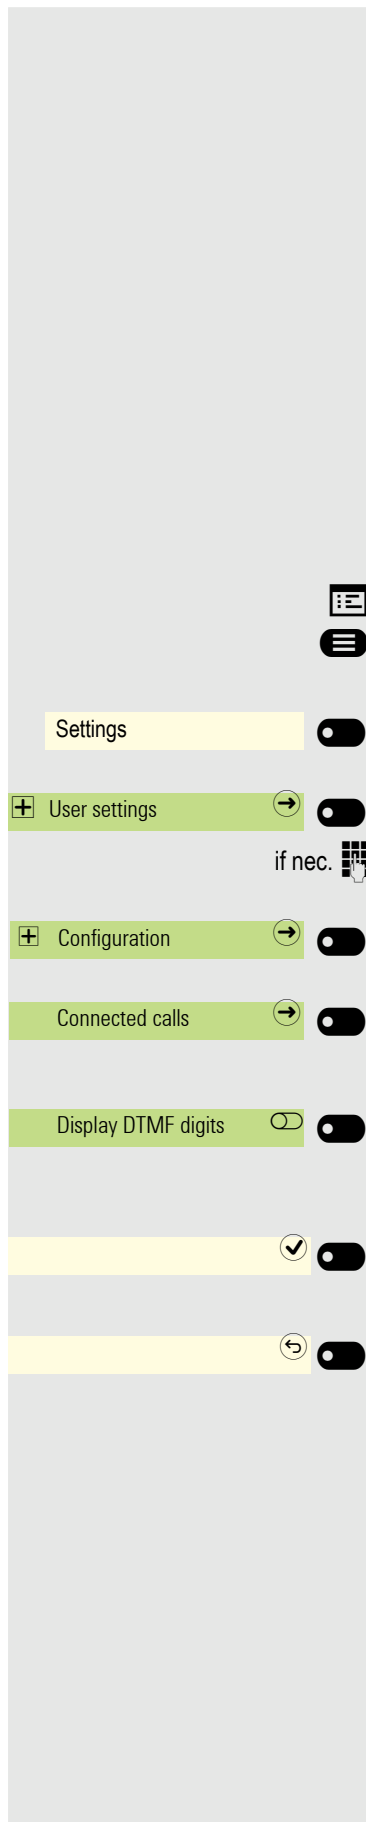 Settings
User settings
if nec.
Configuration
Connected calls
Display DTMF digits